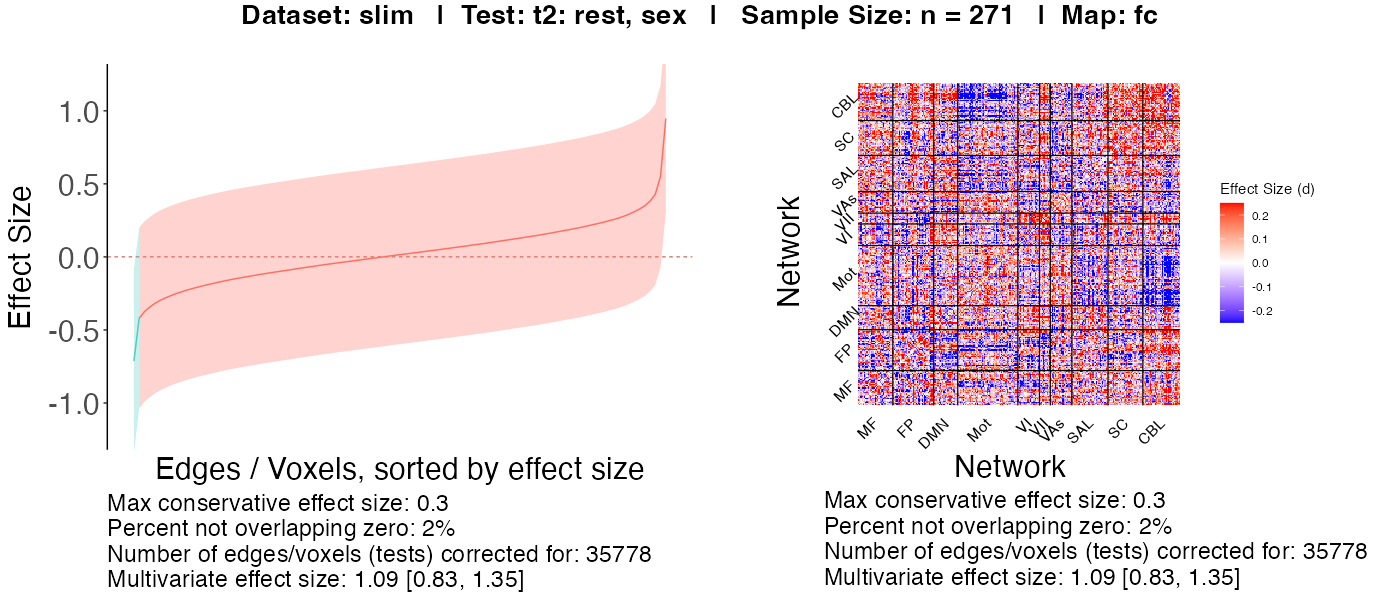 Dataset: slim | Test: t2: rest, sex | Sample Size: n = 271 | Map: fc
Effect Size
1.0
0.5
0.0
-0.5
-1.0
Edges / Voxels, sorted by effect size
Max conservative effect size: 0.3
Percent not overlapping zero: 2%
Number of edges/voxels (tests) corrected for: 35778
Multivariate effect size: 1.09 [0.83, 1.35]
Network
CBL
SC
SAL
VAs
VII
VI
Mot
DMN
FP
MF
MF
FP
DMN
Mot
VI
VII
VAs
SAL
SC
CBL
Network
Effect Size (d)
0.2
0.1
0.0
-0.1
-0.2
Max conservative effect size: 0.3
Percent not overlapping zero: 2%
Number of edges/voxels (tests) corrected for: 35778
Multivariate effect size: 1.09 [0.83, 1.35]